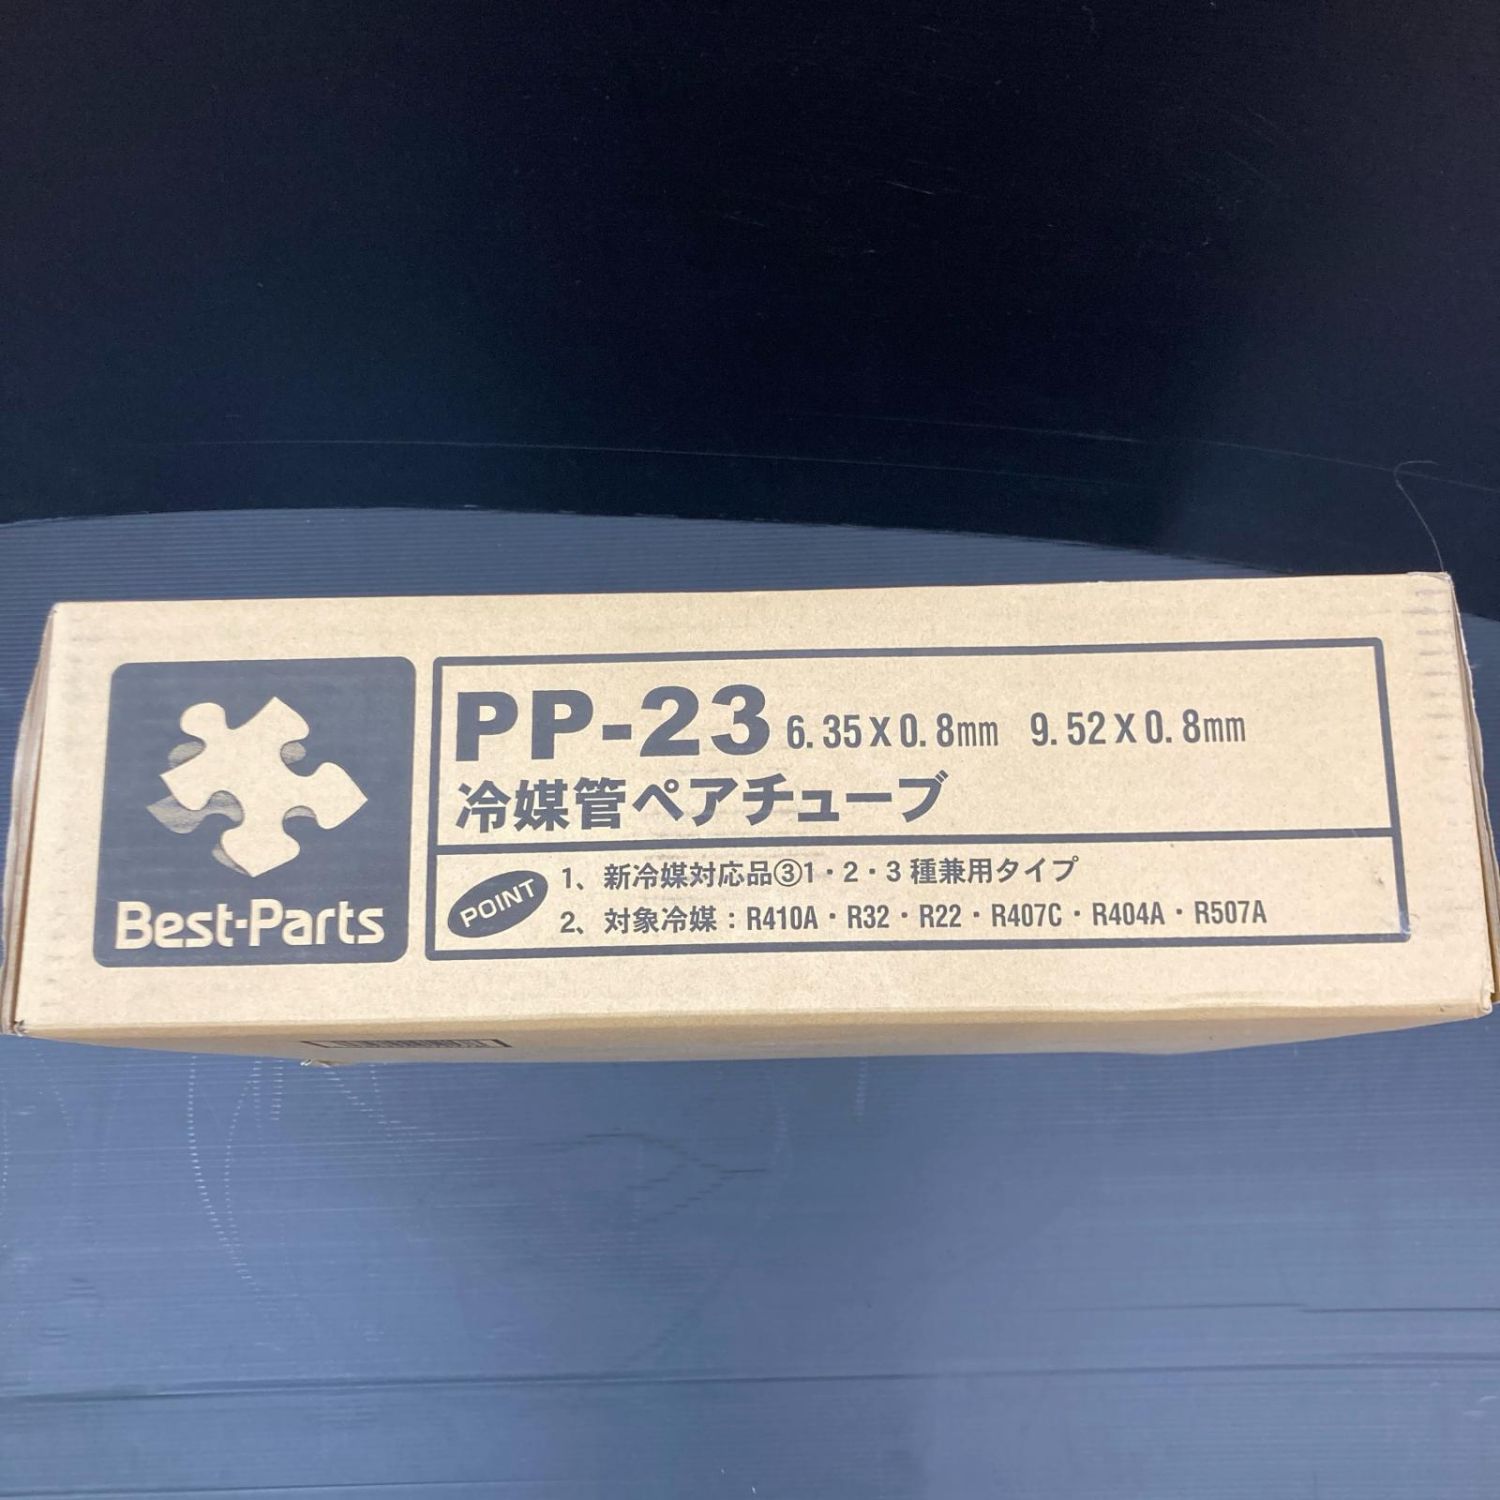 Best-Parts
PP-23 6.35X0.8mm 9.52X0.8mm
冷媒管ペアチューブ
POINT
1、新冷媒対応品③1・2・3種兼用タイプ
2、対象冷媒：R410A・R32・R22・R407C・R404A・R507A